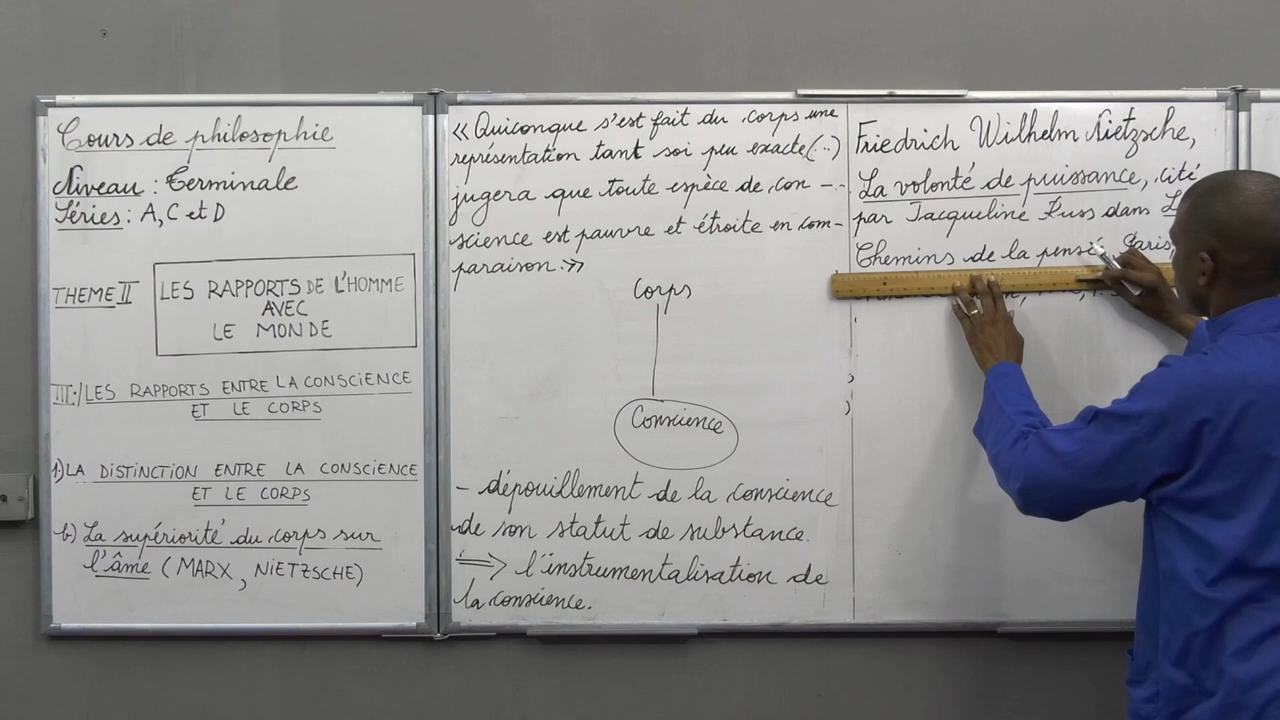 Cours de philosophie
Niveau : Terminale
Séries : A, C et D
THEME II
LES RAPPORTS DE L'HOMME
AVEC
LE MONDE
III:/ LES RAPPORTS ENTRE LA CONSCIENCE
ET LE CORPS
1) LA DISTINCTION ENTRE LA CONSCIENCE
ET LE CORPS
b) La supériorité du corps sur
l'âme (MARX, NIETZSCHE)
« Quiconque s'est fait du corps une
représentation tant soi peu exacte (...)
jugera que toute espèce de con-
science est pauvre et étroite en com-
paraison. »
Corps
Conscience
- dépouillement de la conscience
de son statut de substance.
⟹ l'instrumentalisation de
la conscience.
Friedrich Wilhelm Nietzsche,
La volonté de puissance, cité
par Jacqueline Russ dans
Chemins de la pensée, Paris,